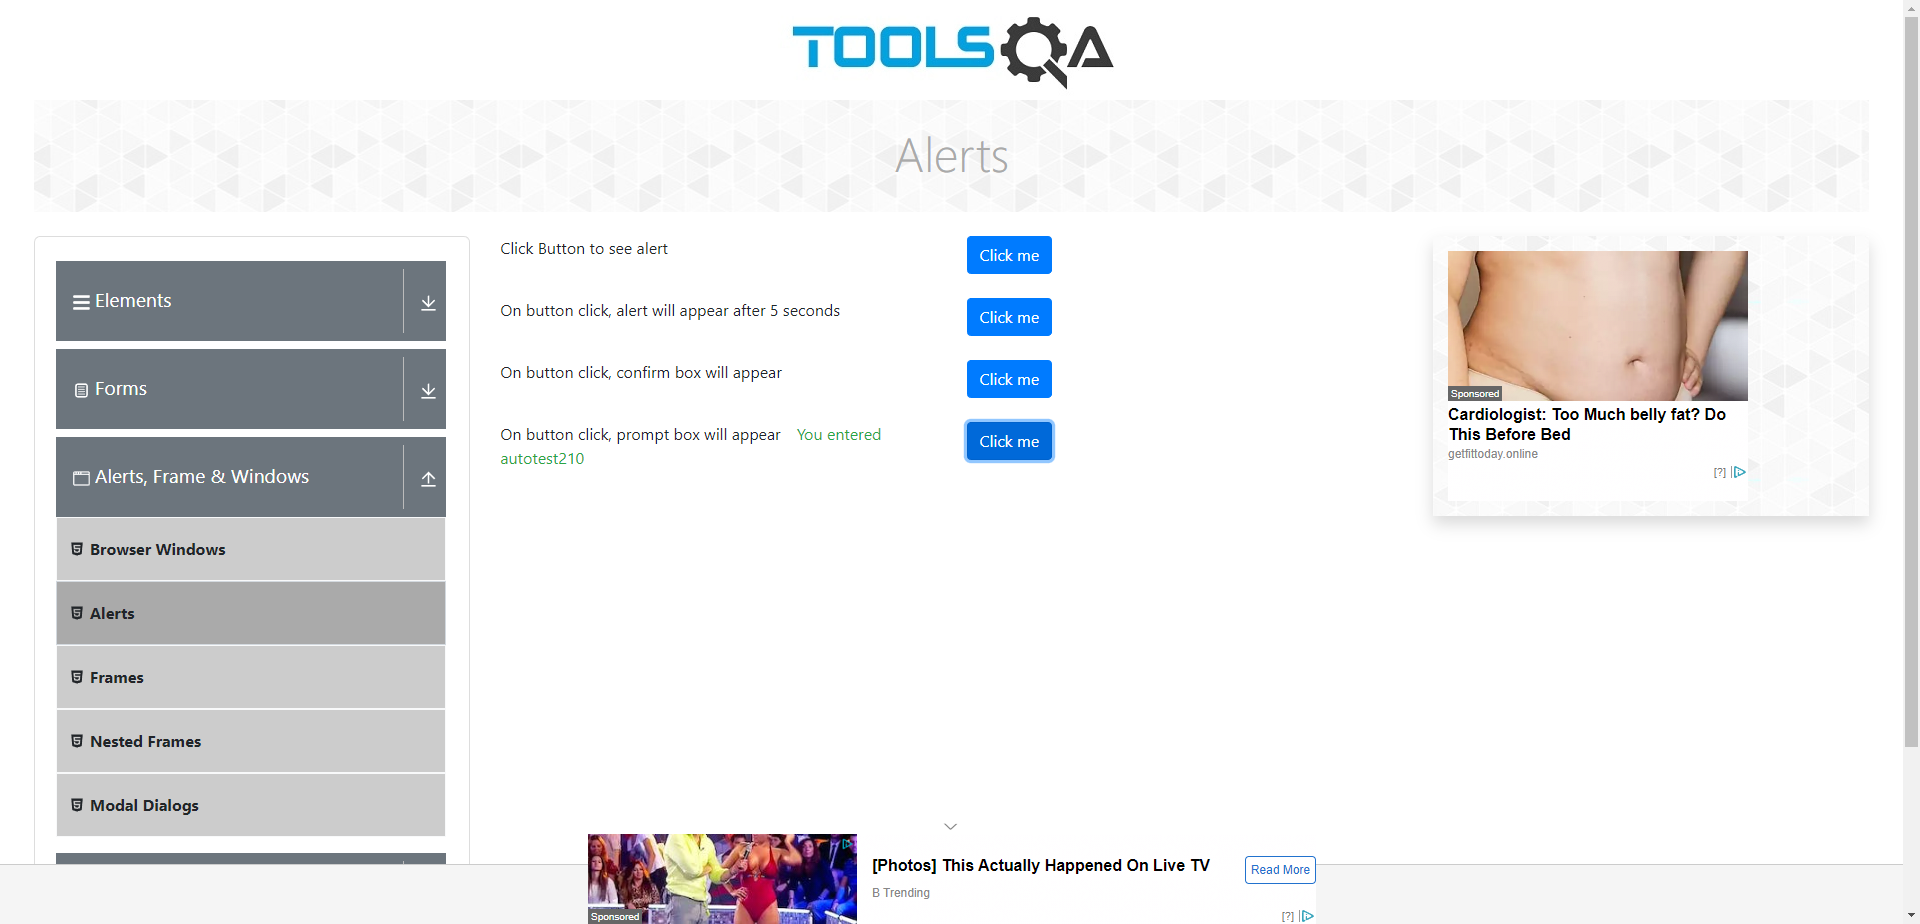 TOOLSQA
Alerts
Elements
Forms
Alerts, Frame & Windows
Browser Windows
Alerts
Frames
Nested Frames
Modal Dialogs
Click Button to see alert
Click me
On button click, alert will appear after 5 seconds
Click me
On button click, confirm box will appear
Click me
On button click, prompt box will appear You entered
autotest210
Click me
Sponsored
Cardiologist: Too Much belly fat? Do
This Before Bed
getfittoday.online
[?]
Sponsored
[Photos] This Actually Happened On Live TV
B Trending
Read More
[?]